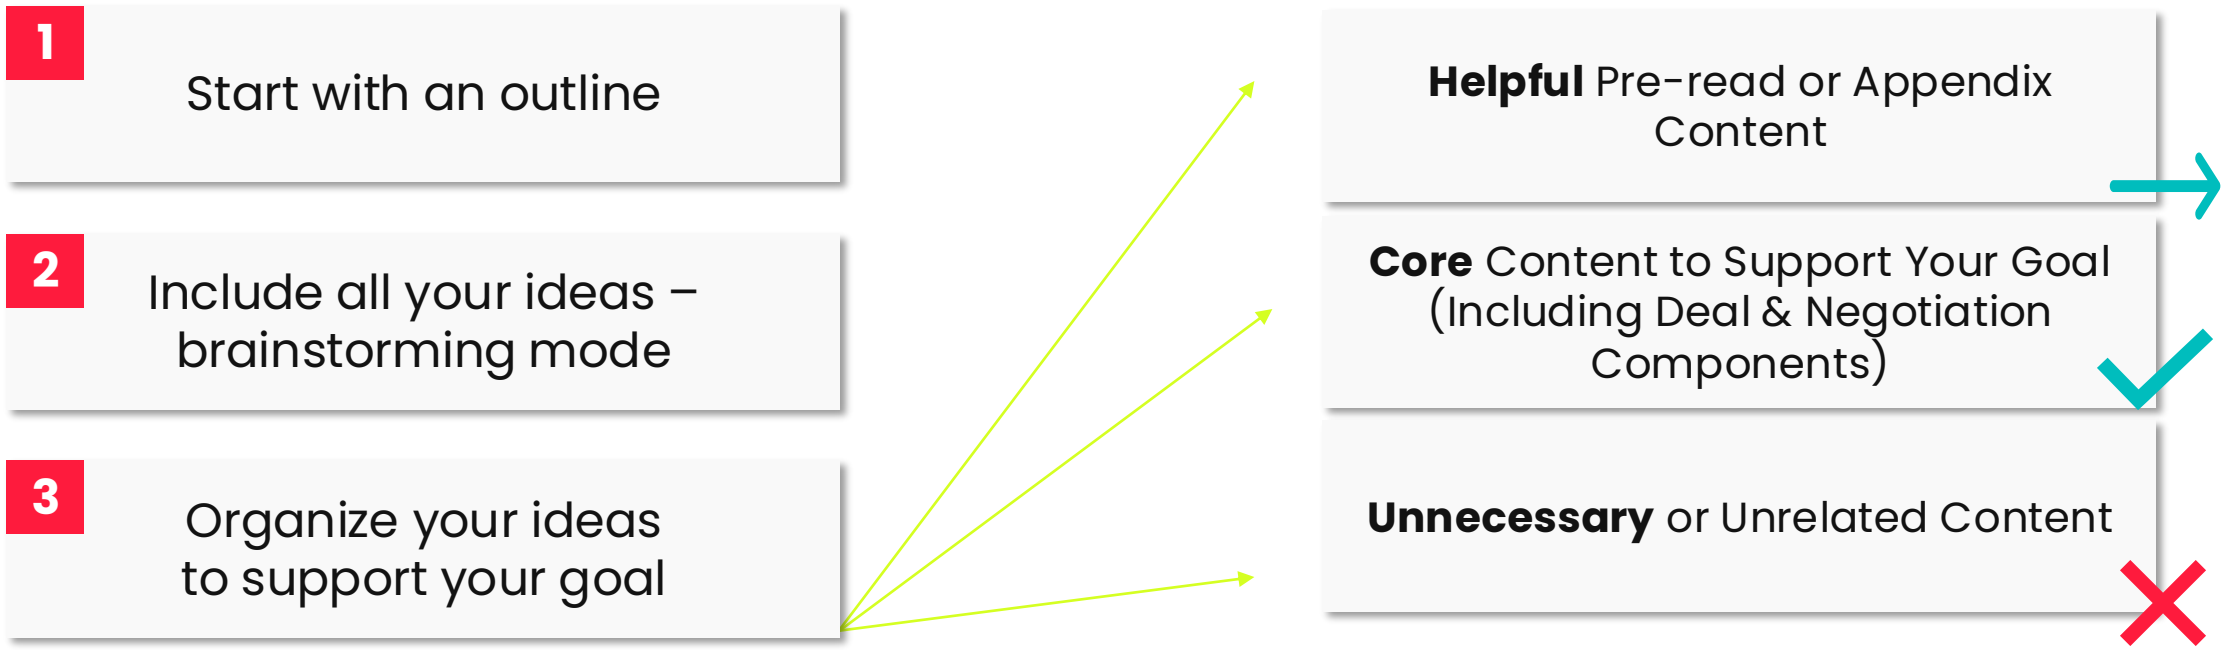 1
Start with an outline
2
Include all your ideas –
brainstorming mode
3
Organize your ideas
to support your goal
Helpful Pre-read or Appendix
Content
Core Content to Support Your Goal
(Including Deal & Negotiation
Components)
Unnecessary or Unrelated Content